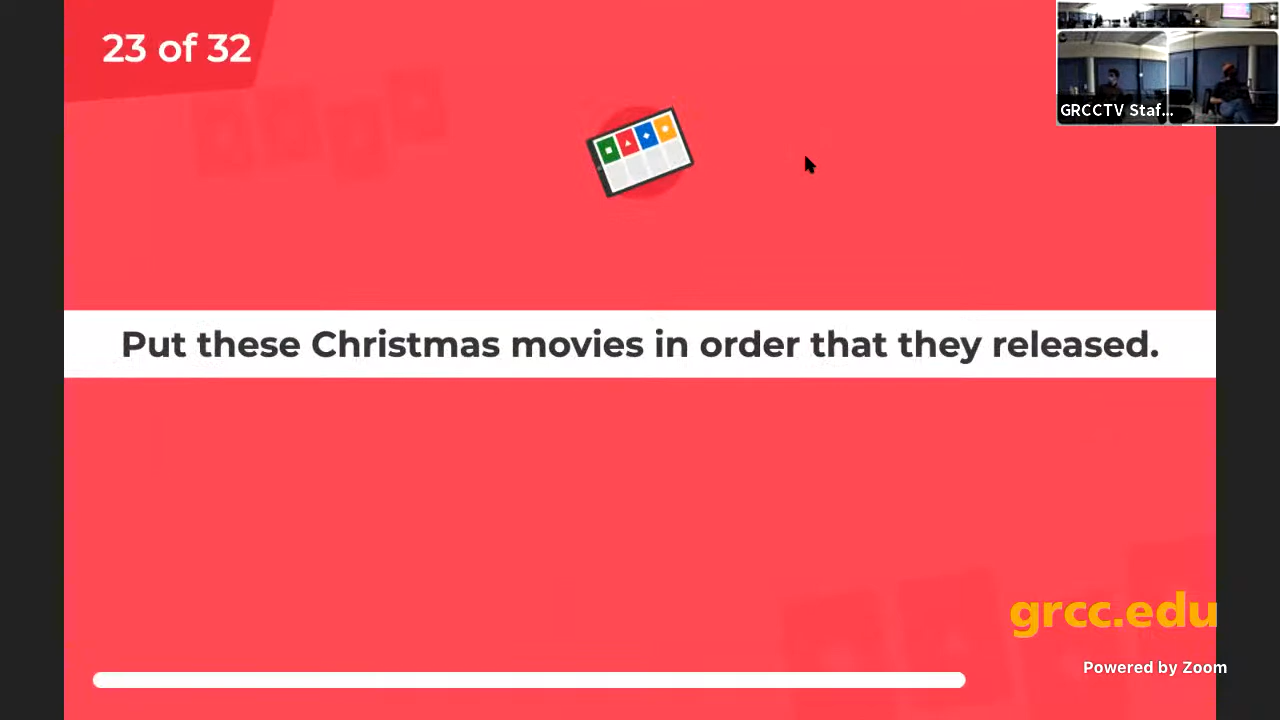 23 of 32
GRCCTV Staf...
Put these Christmas movies in order that they released.
grcc.edu
Powered by Zoom